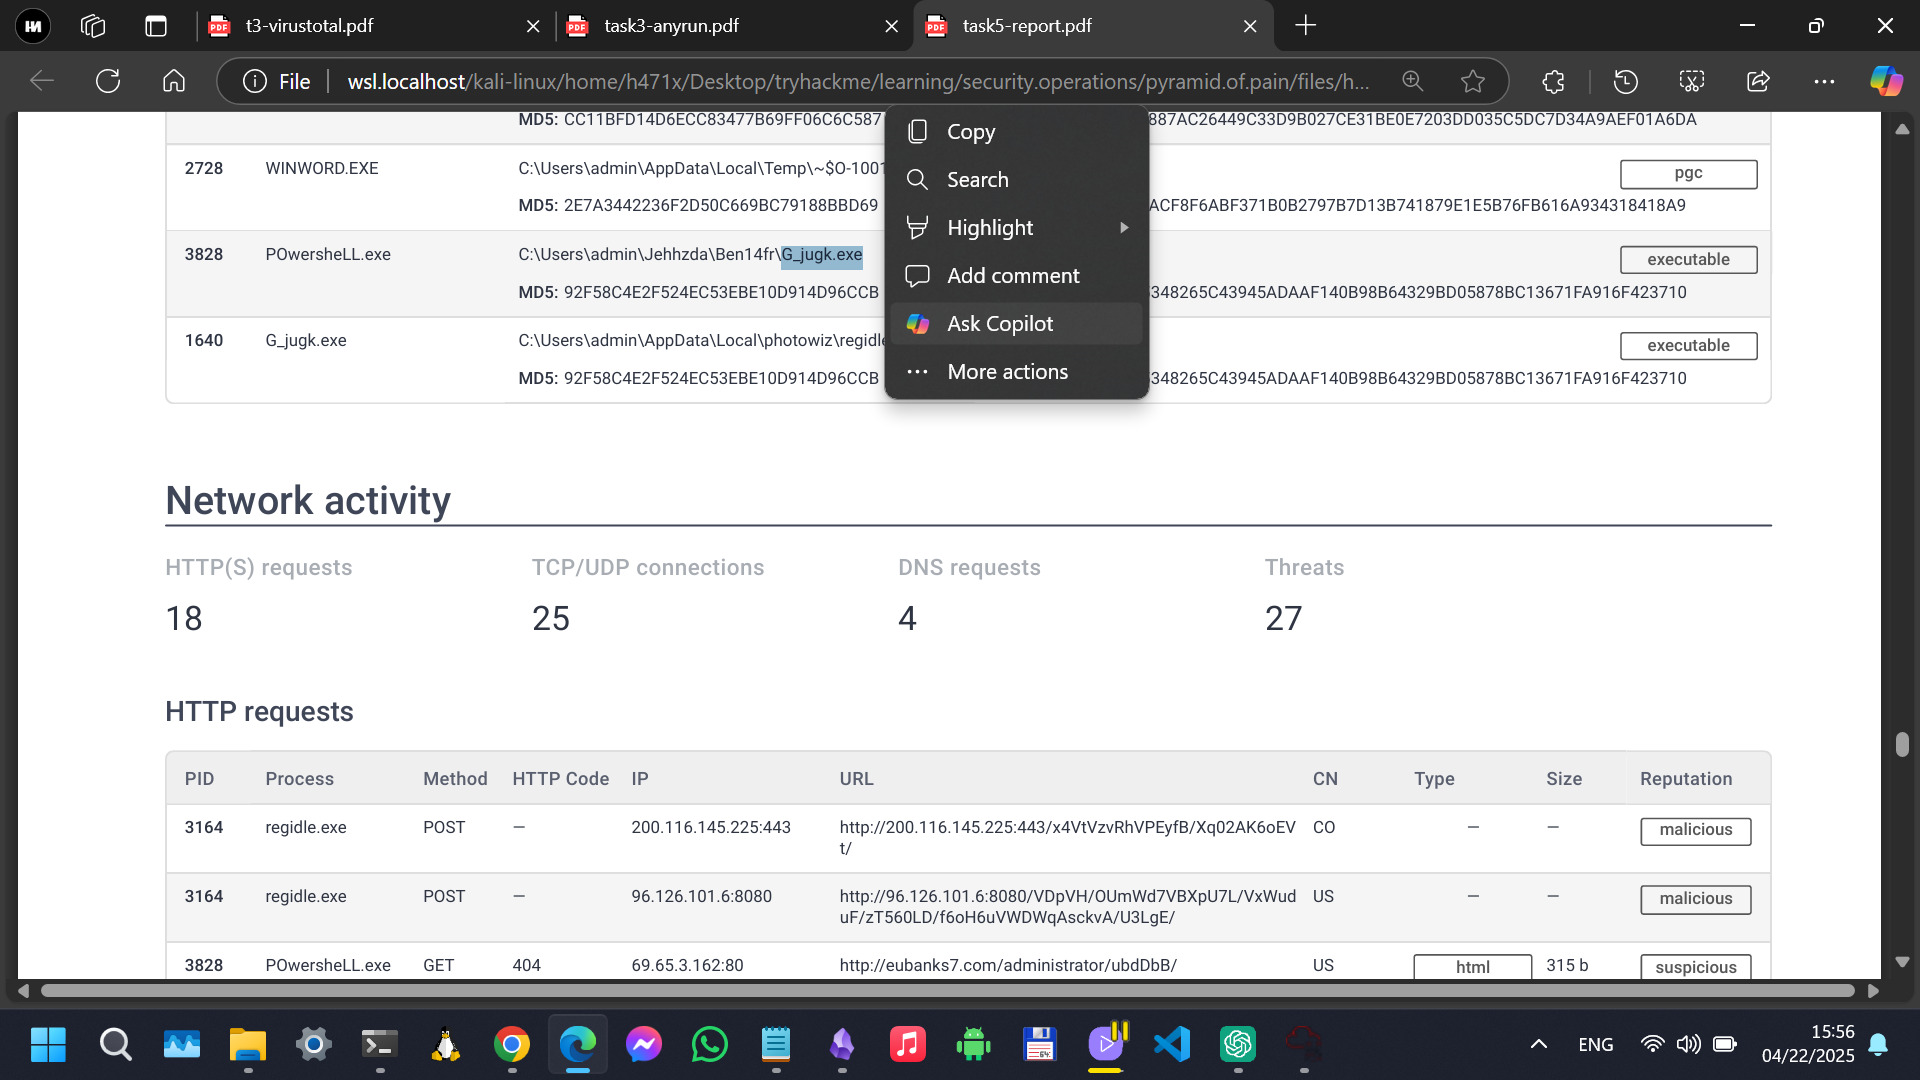 t3-virustotal.pdf
task3-anyrun.pdf
task5-report.pdf
File
wsl.localhost/kali-linux/home/h471x/Desktop/tryhackme/learning/security.operations/pyramid.of.pain/files/h...
MD5: CC11BFD14D6ECC83477B69FF06C6C587
887AC26449C33D9B027CE31BE0E7203DD035C5DC7D34A9AEF01A6DA
2728 WINWORD.EXE C:\Users\admin\AppData\Local\Temp\~$O-1001 pgc
MD5: 2E7A3442236F2D50C669BC79188BBD69 ACF8F6ABF371B0B2797B7D13B741879E1E5B76FB616A934318418A9
3828 POwersheLL.exe C:\Users\admin\Jehhzda\Ben14fr\G_jugk.exe executable
MD5: 92F58C4E2F524EC53EBE10D914D96CCB 348265C43945ADAAF140B98B64329BD05878BC13671FA916F423710
1640 G_jugk.exe C:\Users\admin\AppData\Local\photowiz\regidle executable
MD5: 92F58C4E2F524EC53EBE10D914D96CCB 348265C43945ADAAF140B98B64329BD05878BC13671FA916F423710
Copy
Search
Highlight
Add comment
Ask Copilot
More actions
Network activity
HTTP(S) requests TCP/UDP connections DNS requests Threats
18 25 4 27
HTTP requests
PID Process Method HTTP Code IP URL CN Type Size Reputation
3164 regidle.exe POST — 200.116.145.225:443 http://200.116.145.225:443/x4VtVzvRhVPEyfB/Xq02AK6oEV CO — — malicious
t/
3164 regidle.exe POST — 96.126.101.6:8080 http://96.126.101.6:8080/VDpVH/OUmWd7VBXpU7L/VxWud US — — malicious
uF/zT560LD/f6oH6uVWDWqAsckvA/U3LgE/
3828 POwersheLL.exe GET 404 69.65.3.162:80 http://eubanks7.com/administrator/ubdDbB/ US html 315 b suspicious
64
ENG
15:56
04/22/2025